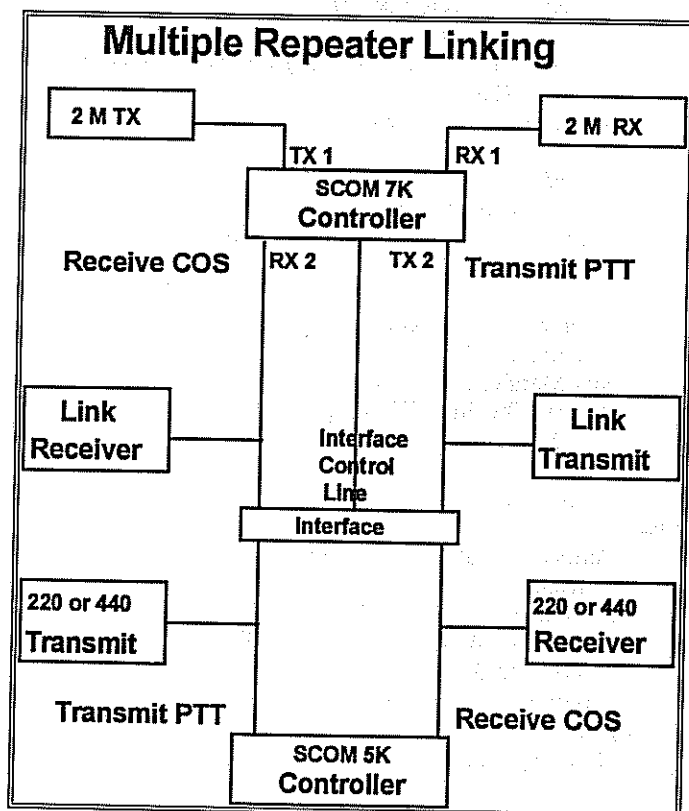 Multiple Repeater Linking
2 M TX
2 M RX
TX 1
RX 1
SCOM 7K
Controller
Receive COS
RX 2
TX 2
Transmit PTT
Link
Receiver
Interface
Control
Line
Link
Transmit
Interface
220 or 440
Transmit
220 or 440
Receiver
Transmit PTT
Receive COS
SCOM 5K
Controller